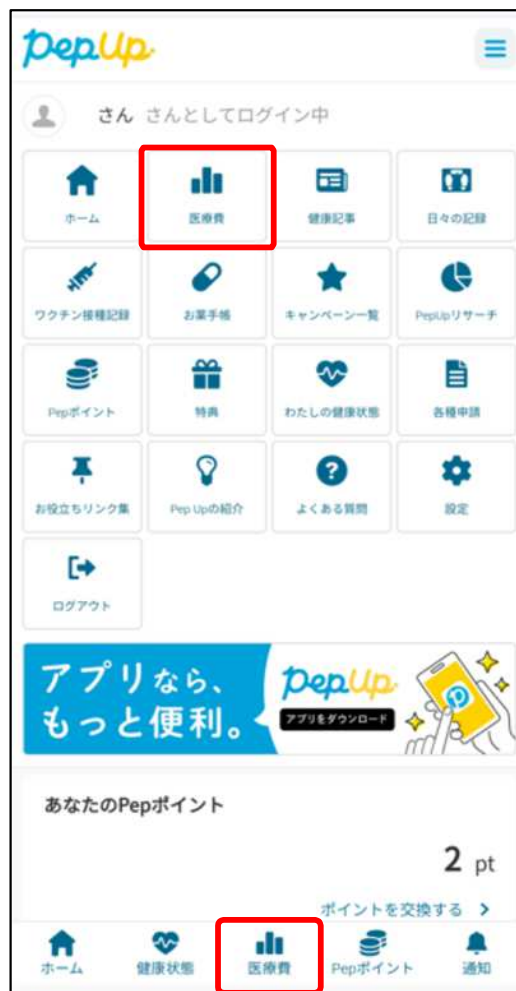 PepUp
さん さんとしてログイン中
ホーム 医療費 健康記事 日々の記録
ワクチン接種記録 お薬手帳 キャンペーン一覧 PepUpリサーチ
Pepポイント 特典 わたしの健康状態 各種申請
お役立ちリンク集 Pep Upの紹介 よくある質問 設定
ログアウト
アプリなら、
もっと便利。
PepUp
アプリをダウンロード
あなたのPepポイント
2 pt
ポイントを交換する
ホーム 健康状態 医療費 Pepポイント 通知